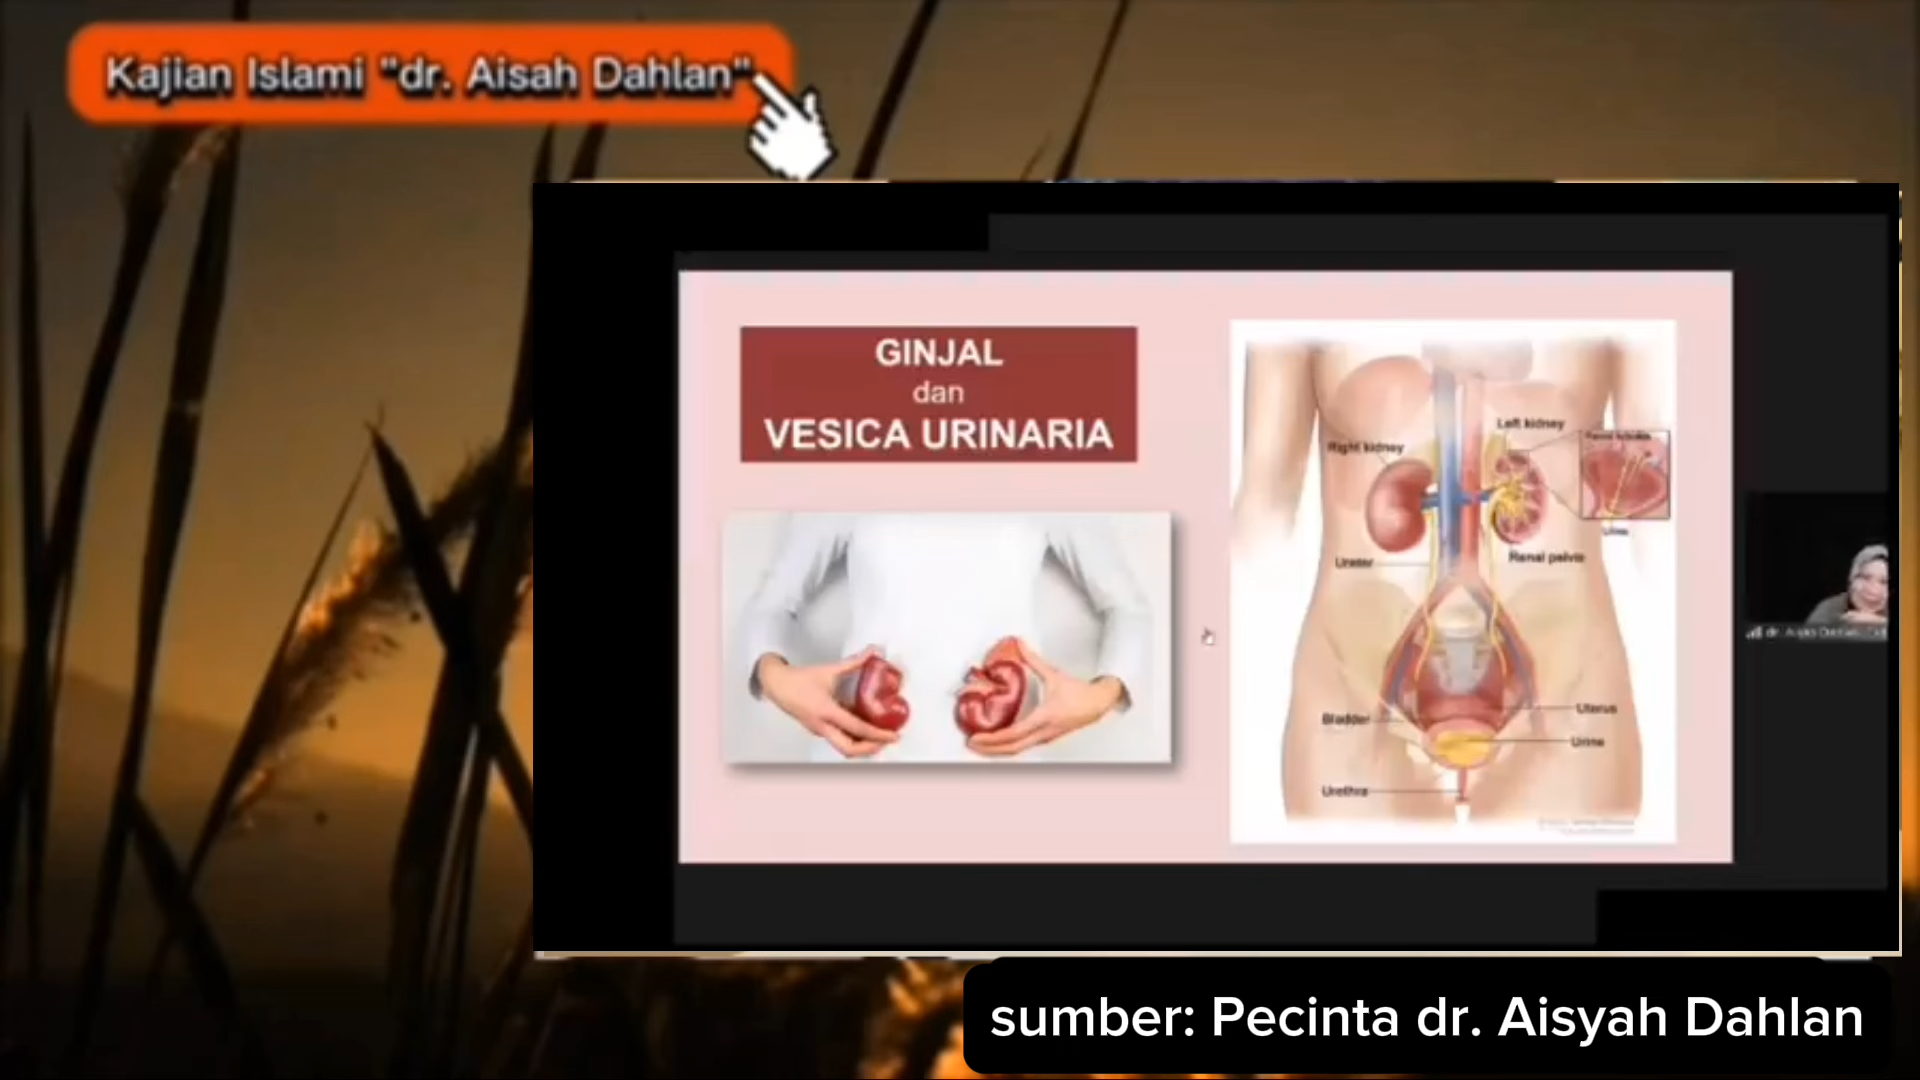 Kajian Islami "dr. Aisah Dahlan"
GINJAL
dan
VESICA URINARIA
Left kidney
Right kidney
Urine
Ureter
Renal pelvis
Uterus
Bladder
Urine
Urethra
sumber: Pecinta dr. Aisyah Dahlan